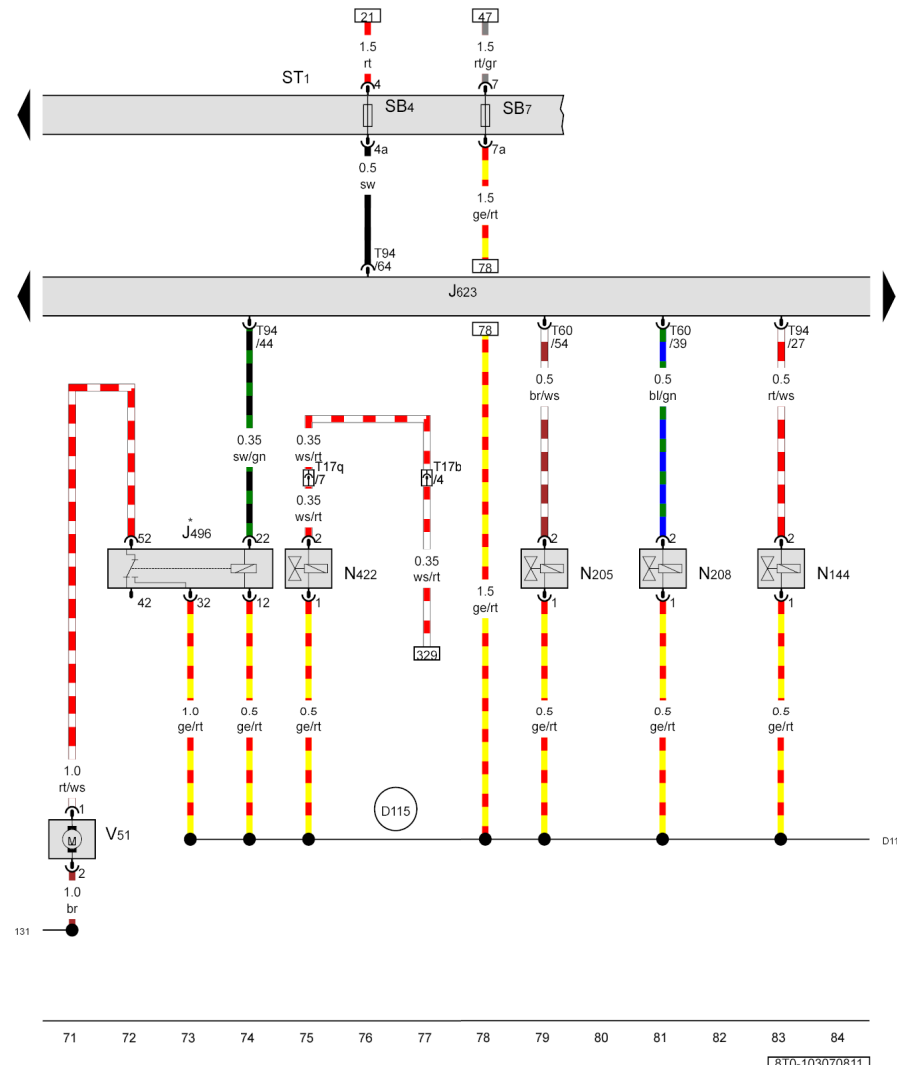 21 47
1.5 1.5
rt rt/gr
ST1 4 7
SB4 SB7
4a 7a
0.5
sw
1.5
ge/rt
T94
/64 78
J623
T94
/44 78 T60
/54 T60
/39 T94
/27
0.5 0.5 0.5
br/ws bl/gn rt/ws
0.35 0.35
sw/gn ws/rt
T17q
/7 T17b
/4
0.35
ws/rt
52 J496* 22 2 2 2 2
N422 N205 N208 N144
0.35
ws/rt
1.5
ge/rt
42 32 12 1 1 1 1
329
1.0 0.5 0.5 0.5 0.5 0.5
ge/rt ge/rt ge/rt ge/rt ge/rt ge/rt
1.0
rt/ws
1
V51
M
D115
D11
2
1.0
br
131
71 72 73 74 75 76 77 78 79 80 81 82 83 84
8T0-103070811